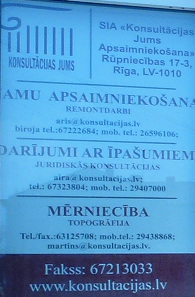 KONSULTĀCIJAS JUMS
SIA «Konsultācijas
Jums
Apsaimniekošana»
Rūpniecības 17-3,
Rīga, LV-1010
NAMU APSAIMNIEKOŠANA
REMONTDARBI
aris@konsultacijas.lv
biroja tel.:67222684; mob. tel.: 26596106;
DARĪJUMI AR ĪPAŠUMIEM
JURIDISKĀS KONSULTĀCIJAS
aira@konsultacijas.lv;
tel.: 67323804; mob. tel.: 29407000
MĒRNIECĪBA
TOPOGRĀFIJA
Tel./fax.:63125708; mob.tel.: 29438868;
martins@konsultacijas.lv.
Fakss: 67213033
www.konsultacijas.lv